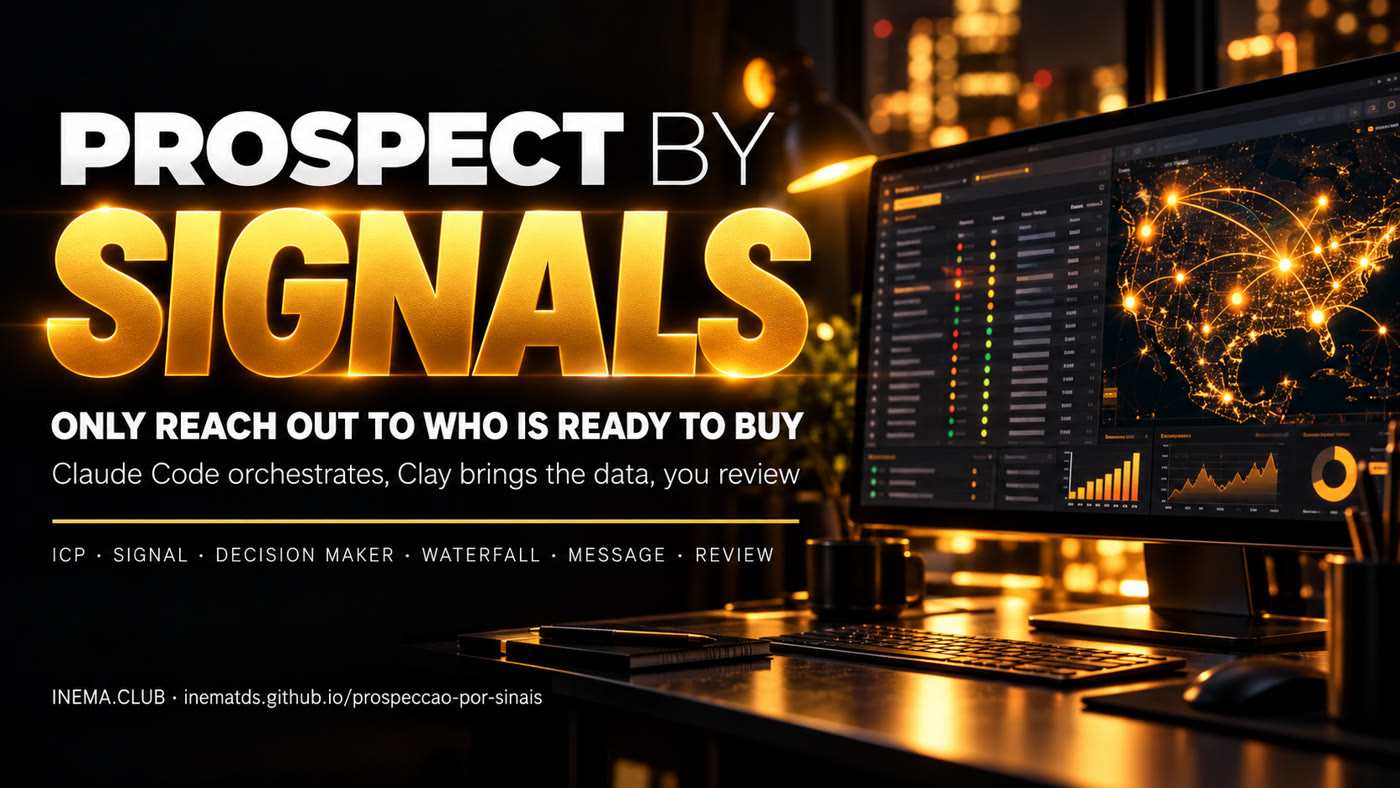 PROSPECT BY
SIGNALS
ONLY REACH OUT TO WHO IS READY TO BUY
Claude Code orchestrates, Clay brings the data, you review
ICP · SIGNAL · DECISION MAKER · WATERFALL · MESSAGE · REVIEW
INEMA.CLUB · inematds.github.io/prospeccao-por-sinais